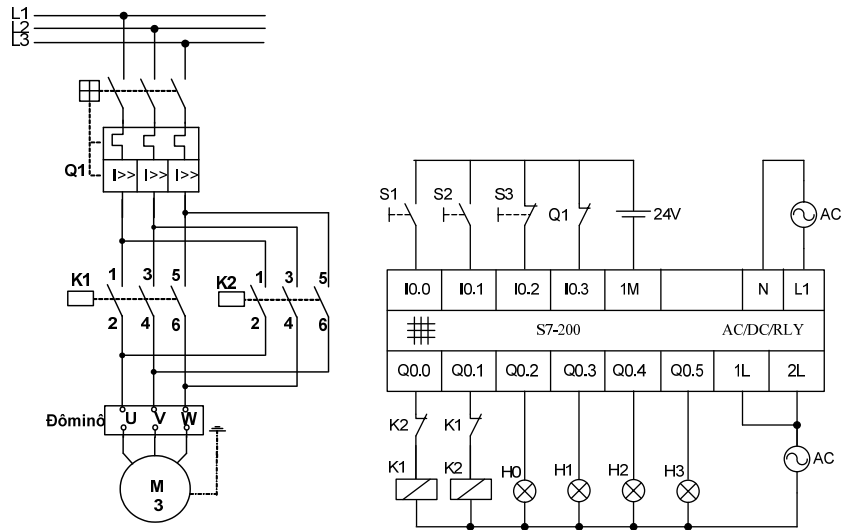 L1
L2
L3
Q1
I>> I>> I>>
K1 1 3 5
2 4 6
K2 1 3 5
2 4 6
Đôminô U V W
M
3
S1 S2 S3 Q1 24V AC
I0.0 I0.1 I0.2 I0.3 1M N L1
S7-200 AC/DC/RLY
Q0.0 Q0.1 Q0.2 Q0.3 Q0.4 Q0.5 1L 2L
K2 K1
K1 K2 H0 H1 H2 H3 AC